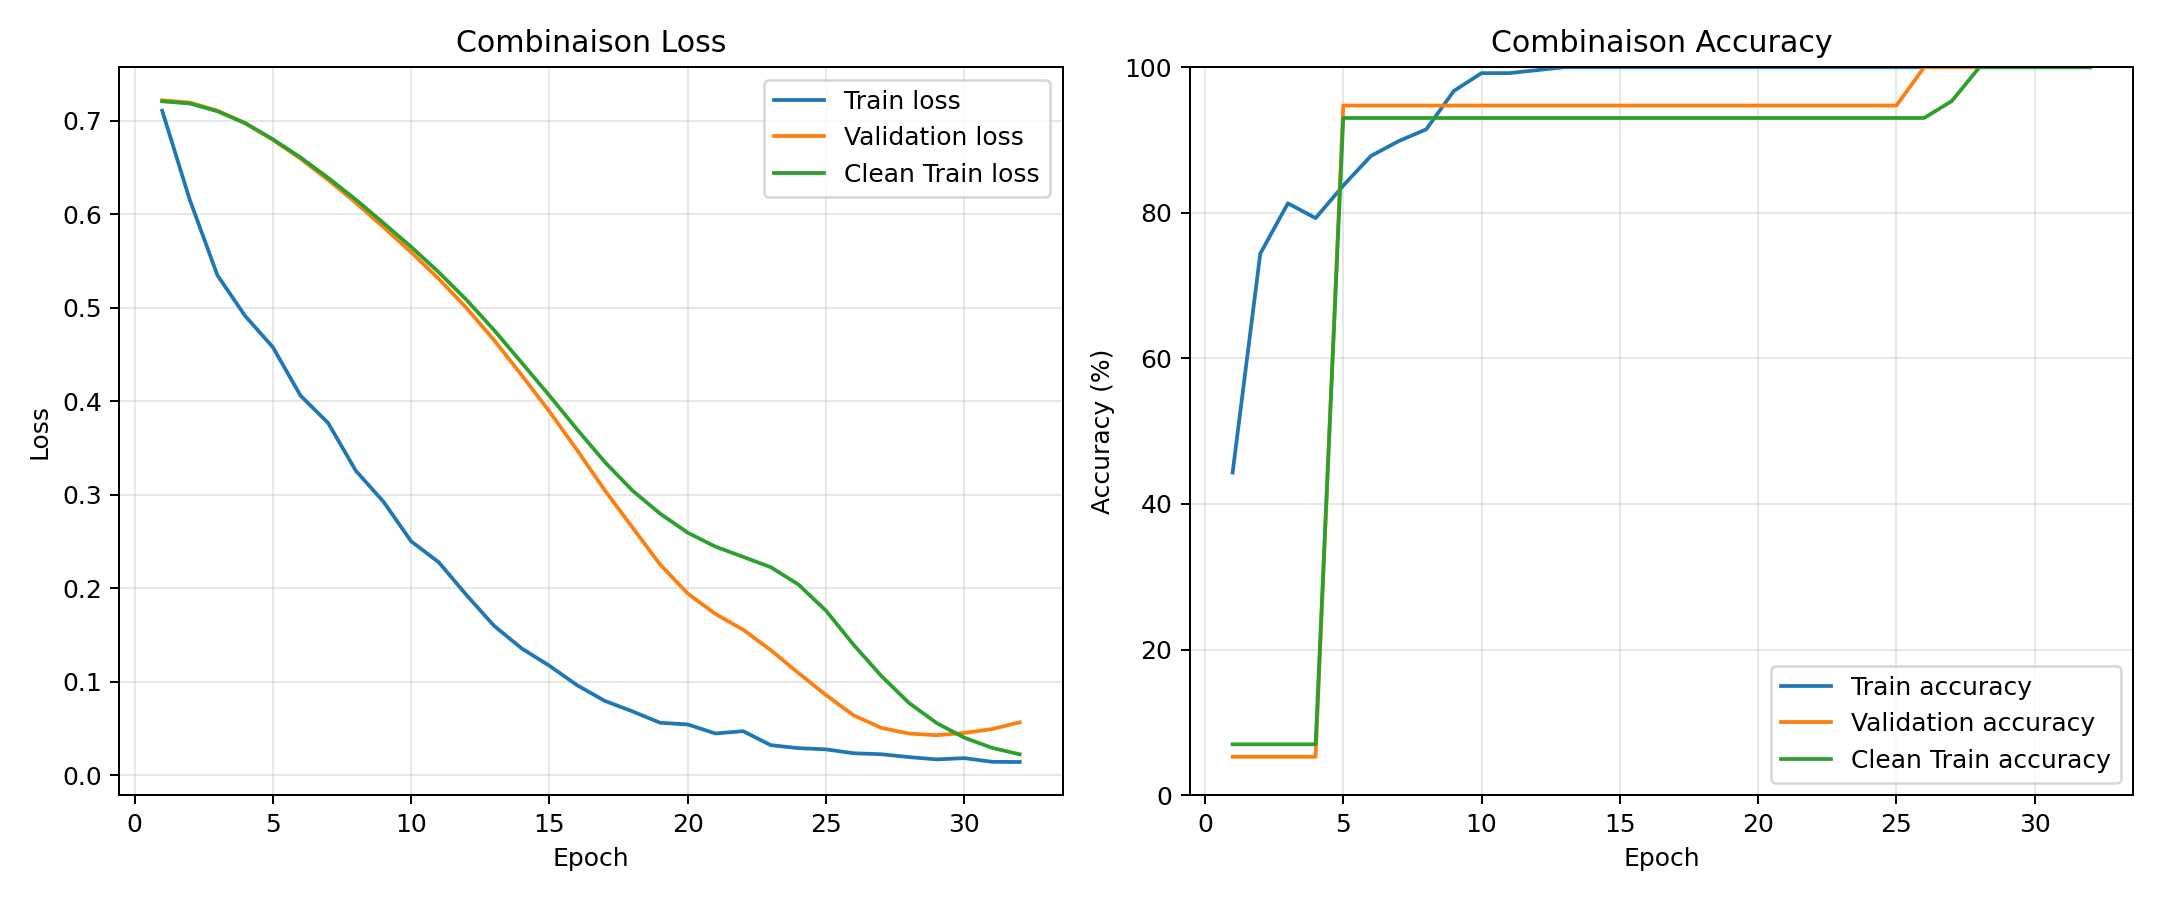 Combinaison Loss
Train loss
Validation loss
Clean Train loss
Loss
0.7
0.6
0.5
0.4
0.3
0.2
0.1
0.0
0 5 10 15 20 25 30
Epoch
Combinaison Accuracy
Accuracy (%)
100
80
60
40
20
0
Train accuracy
Validation accuracy
Clean Train accuracy
0 5 10 15 20 25 30
Epoch